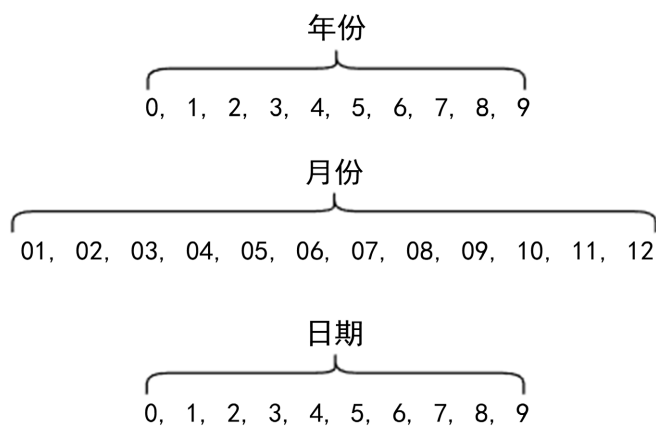 年份
0, 1, 2, 3, 4, 5, 6, 7, 8, 9
月份
01, 02, 03, 04, 05, 06, 07, 08, 09, 10, 11, 12
日期
0, 1, 2, 3, 4, 5, 6, 7, 8, 9